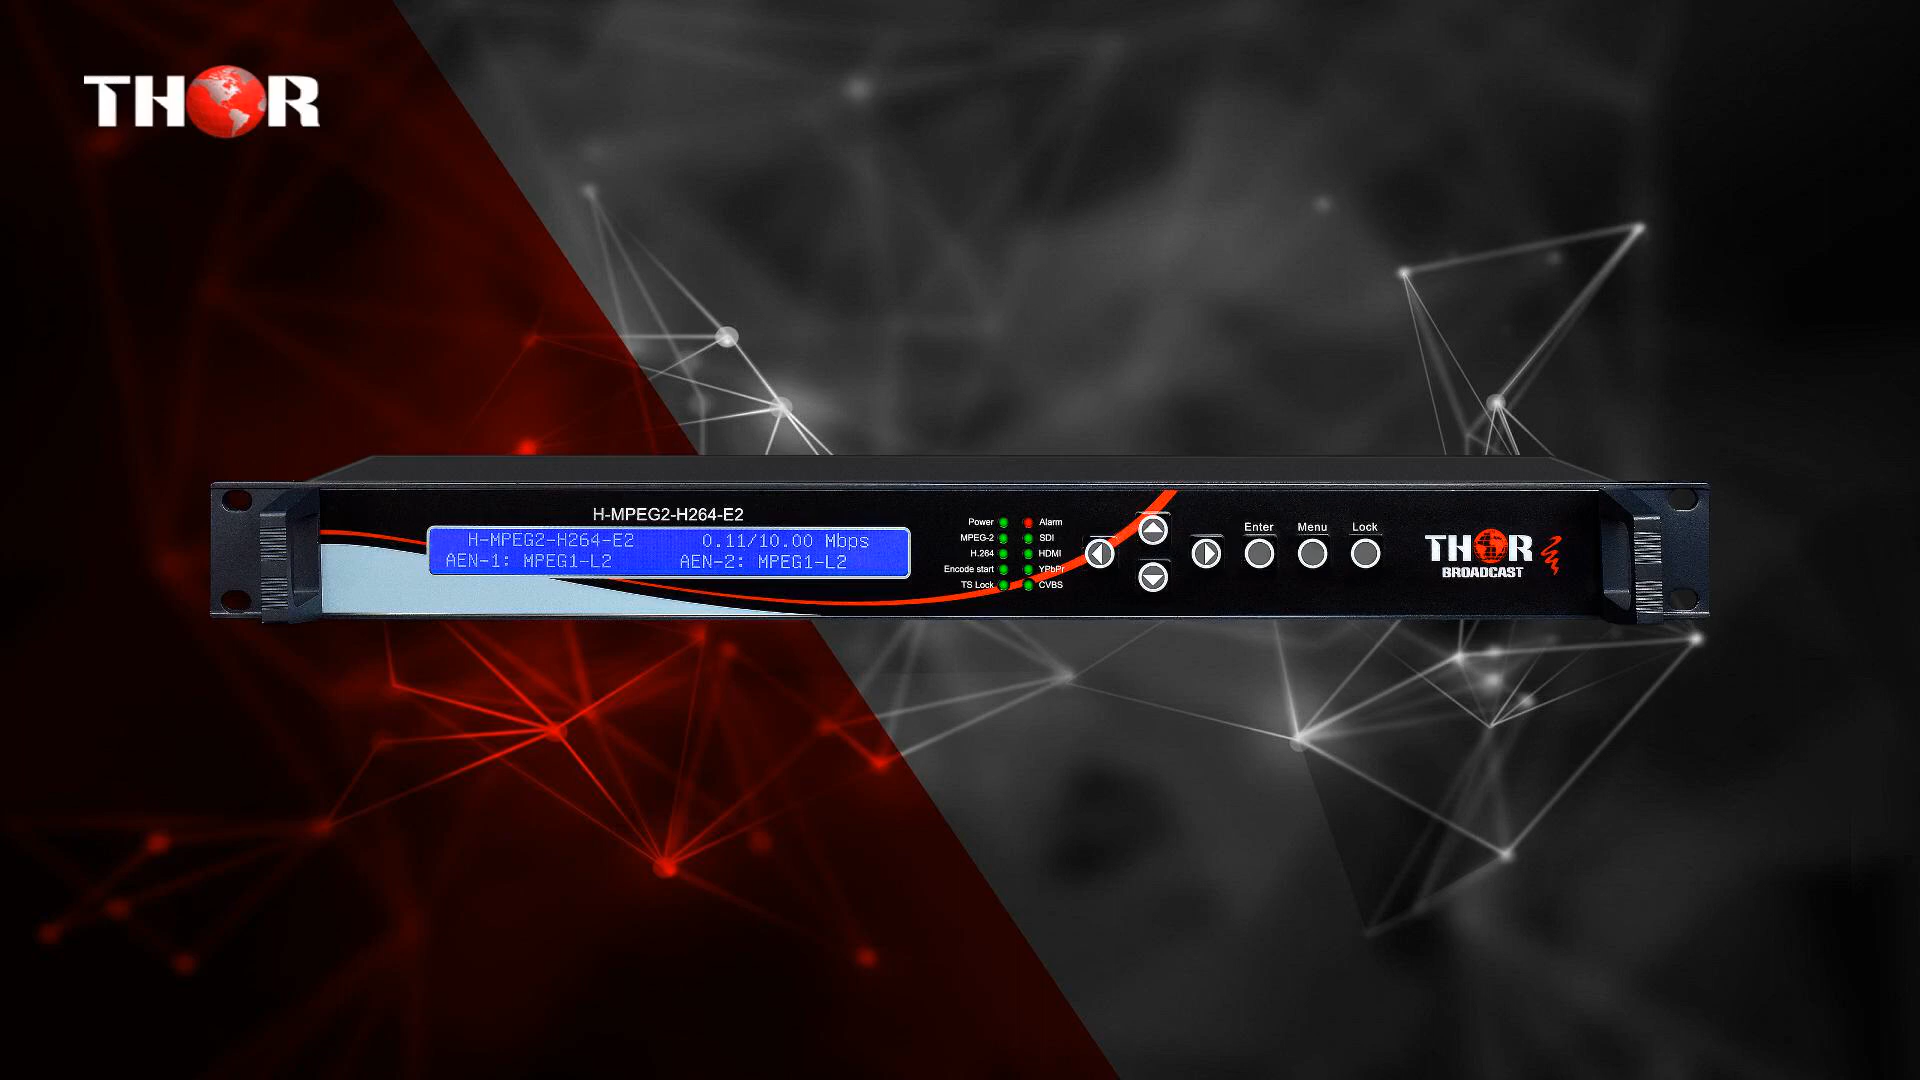 THOR
H-MPEG2-H264-E2
H-MPEG2-H264-E2 0.11/10.00 Mbps
AEN-1: MPEG1-L2 AEN-2: MPEG1-L2
Power Alarm
MPEG-2 SDI
H.264 HDMI
Encode start YPbPr
TS Lock CVBS
Enter Menu Lock
THOR
BROADCAST